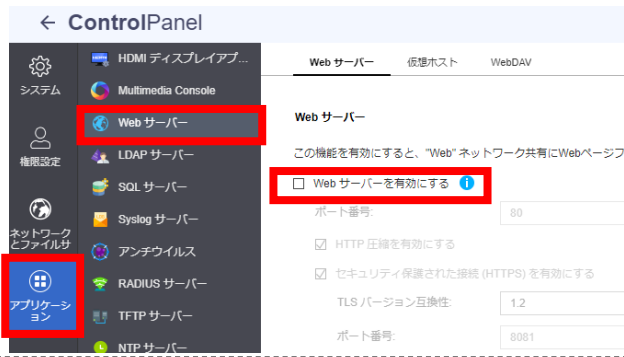 ← ControlPanel
システム
権限設定
ネットワーク
とファイルサ
アプリケーシ
ョン
HDMI ディスプレイアプ...
Multimedia Console
Web サーバー
LDAP サーバー
SQL サーバー
Syslog サーバー
アンチウイルス
RADIUS サーバー
TFTP サーバー
NTP サーバー
Web サーバー 仮想ホスト WebDAV
Web サーバー
この機能を有効にすると、"Web" ネットワーク共有にWebページフ
Web サーバーを有効にする
ポート番号: 80
HTTP 圧縮を有効にする
セキュリティ保護された接続 (HTTPS) を有効にする
TLS バージョン互換性: 1.2
ポート番号: 8081